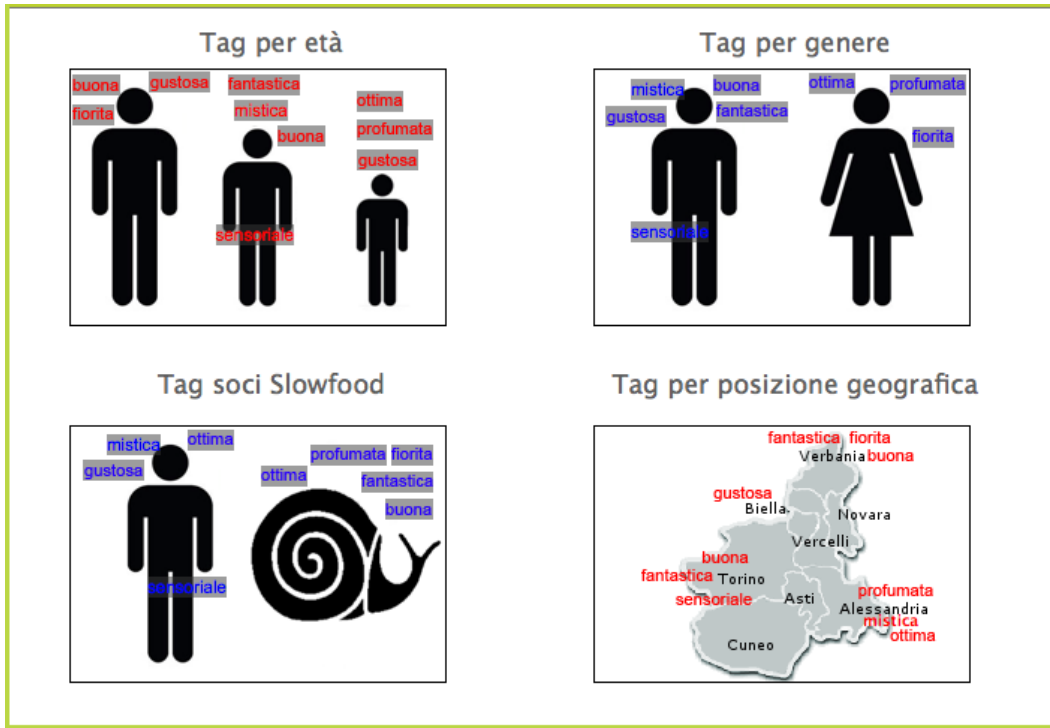 Tag per età
buona gustosa fantastica
fiorita mistica
buona
ottima
profumata
gustosa
sensoriale
Tag per genere
mistica buona
gustosa fantastica
ottima profumata
fiorita
sensoriale
Tag soci Slowfood
mistica ottima
gustosa
sensoriale
profumata fiorita
ottima fantastica
buona
Tag per posizione geografica
fantastica fiorita
Verbania buona
gustosa
Biella Novara
Vercelli
buona
fantastica Torino
sensoriale Asti
profumata
Alessandria
mistica
ottima
Cuneo